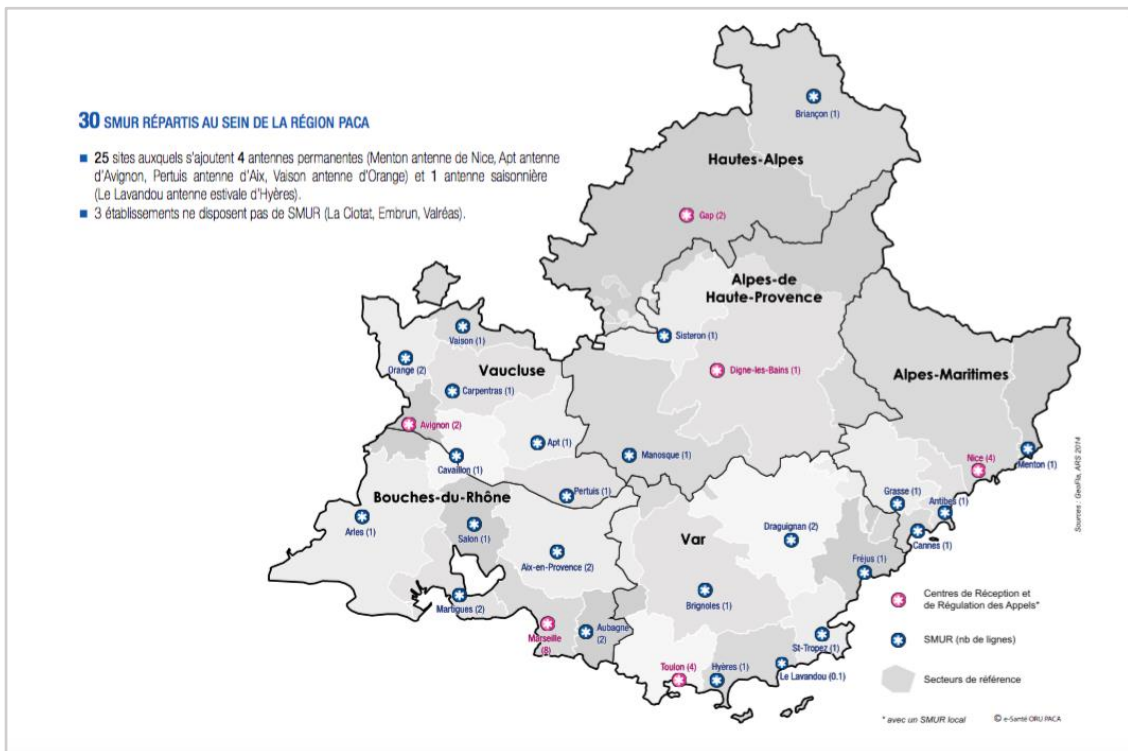 30 SMUR RÉPARTIS AU SEIN DE LA RÉGION PACA
25 sites auxquels s'ajoutent 4 antennes permanentes (Menton antenne de Nice, Apt antenne
d'Avignon, Pertuis antenne d'Aix, Vaison antenne d'Orange) et 1 antenne saisonnière
(Le Lavandou antenne estivale d'Hyères).
3 établissements ne disposent pas de SMUR (La Ciotat, Embrun, Valréas).
Briançon (1)
Hautes-Alpes
Gap (2)
Alpes-de
Haute-Provence
Sisteron (1)
Vaison (1)
Orange (2)
Vaucluse
Carpentras (1)
Digne-les-Bains (1)
Alpes-Maritimes
Avignon (2)
Apt (1)
Cavaillon (1)
Manosque (1)
Nice (4)
Menton (1)
Bouches-du-Rhône
Pertuis (1)
Grasse (1)
Antibes (1)
Arles (1)
Salon (1)
Draguignan (2)
Var
Cannes (1)
Aix-en-Provence (2)
Fréjus (1)
Martigues (2)
Brignoles (1)
Marseille
(8)
Aubagne
(2)
St-Tropez (1)
Toulon (4)
Hyères (1)
Le Lavandou (0.1)
Sources : GeoFla, ARS 2014
Centres de Réception et
de Régulation des Appels*
SMUR (nb de lignes)
Secteurs de référence
* avec un SMUR local
© e-Santé ORU PACA